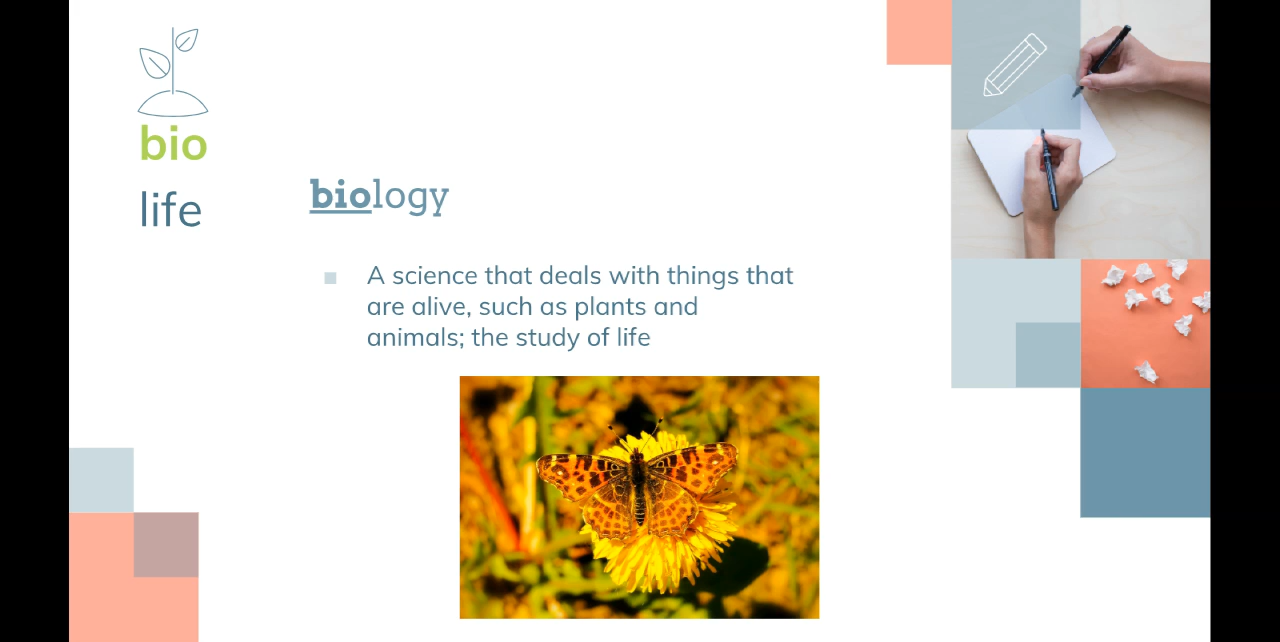 bio
life
biology
A science that deals with things that
are alive, such as plants and
animals; the study of life